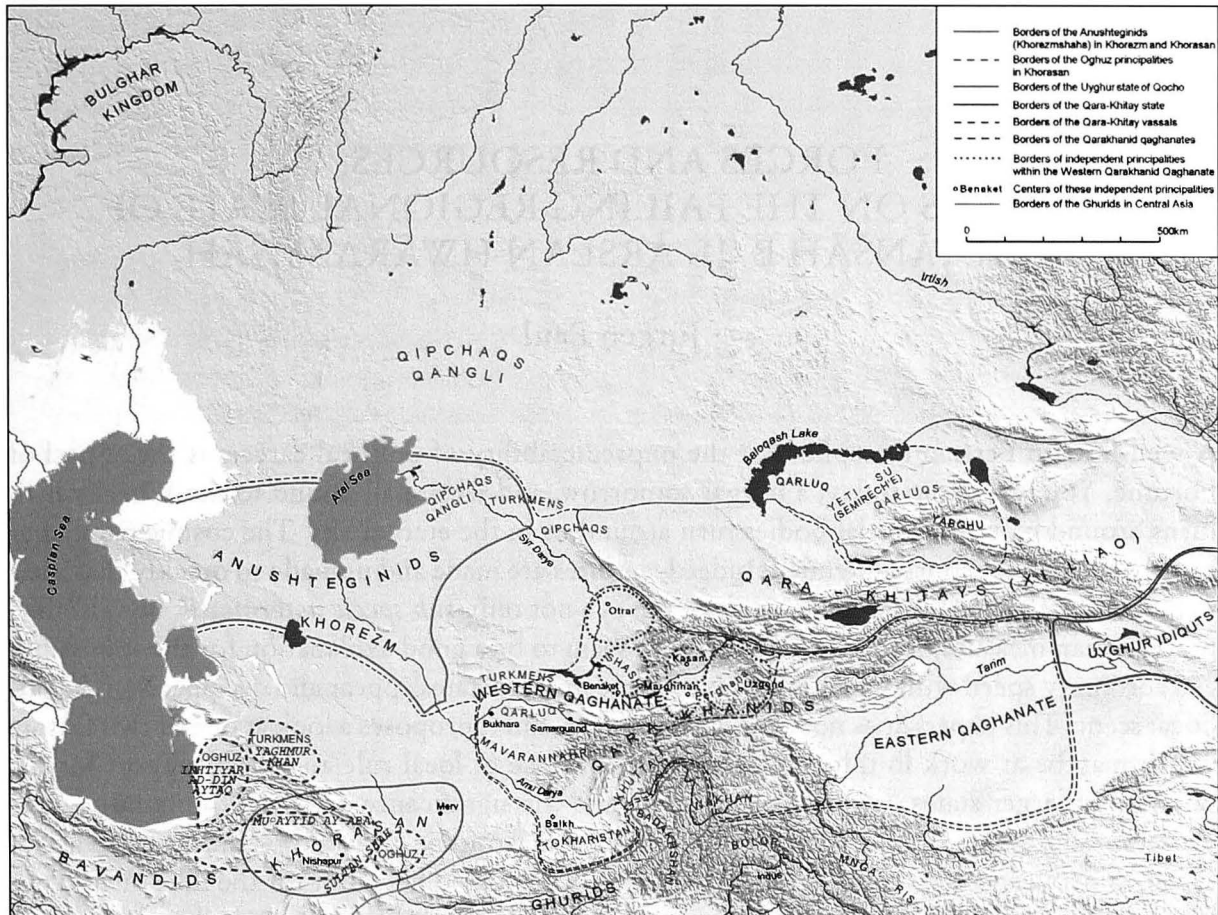 Borders of the Anushteginids
(Khorezmshahs) in Khorezm and Khorasan
Borders of the Oghuz principalities
in Khorasan
Borders of the Uyghur state of Qocho
Borders of the Qara-Khitay state
Borders of the Qara-Khitay vassals
Borders of the Qarakhanid qaghanates
Borders of independent principalities
within the Western Qarakhanid Qaghanate
Benaket Centers of these independent principalities
Borders of the Ghurids in Central Asia
0 500km
BULGHAR
KINGDOM
Irtish
QIPCHAQS
QANGLI
Caspian Sea
Aral Sea
QIPCHAQS
QANGLI
TURKMENS
QIPCHAQS
Syr Darya
Balqash Lake
QARLUQ
YETI SU
(SEMIRECHIE)
QARLUQS
YABGHU
ANUSHTEGINIDS
KHOREZM
QARA-KHITAYS (XI LIAO)
UYGHUR IDIQUTS
Otrar
SHASH
Kasan
TURKMENS
WESTERN QAGHANATE
Benaket
Marghinan
Farghana
Uzgend
Tarim
EASTERN QAGHANATE
QARLUQS
Bukhara
Samarquand
QARAKHANIDS
MAVARANNAHR
Amu Darya
KHUTTAL
TURKMENS
YAGHMUR
KHAN
OGHUZ
IKHTIYAR
AD-DIN
AYTAQ
MUʾAYYID AY-ABA
Merv
KHORASAN
Nishapur
SULTAN SHAH
OGHUZ
Balkh
TOKHARISTAN
BADAKHSHAN
WAKHAN
BOLOR
Indus
MNGA RIS
Tibet
BAVANDIDS
GHURIDS